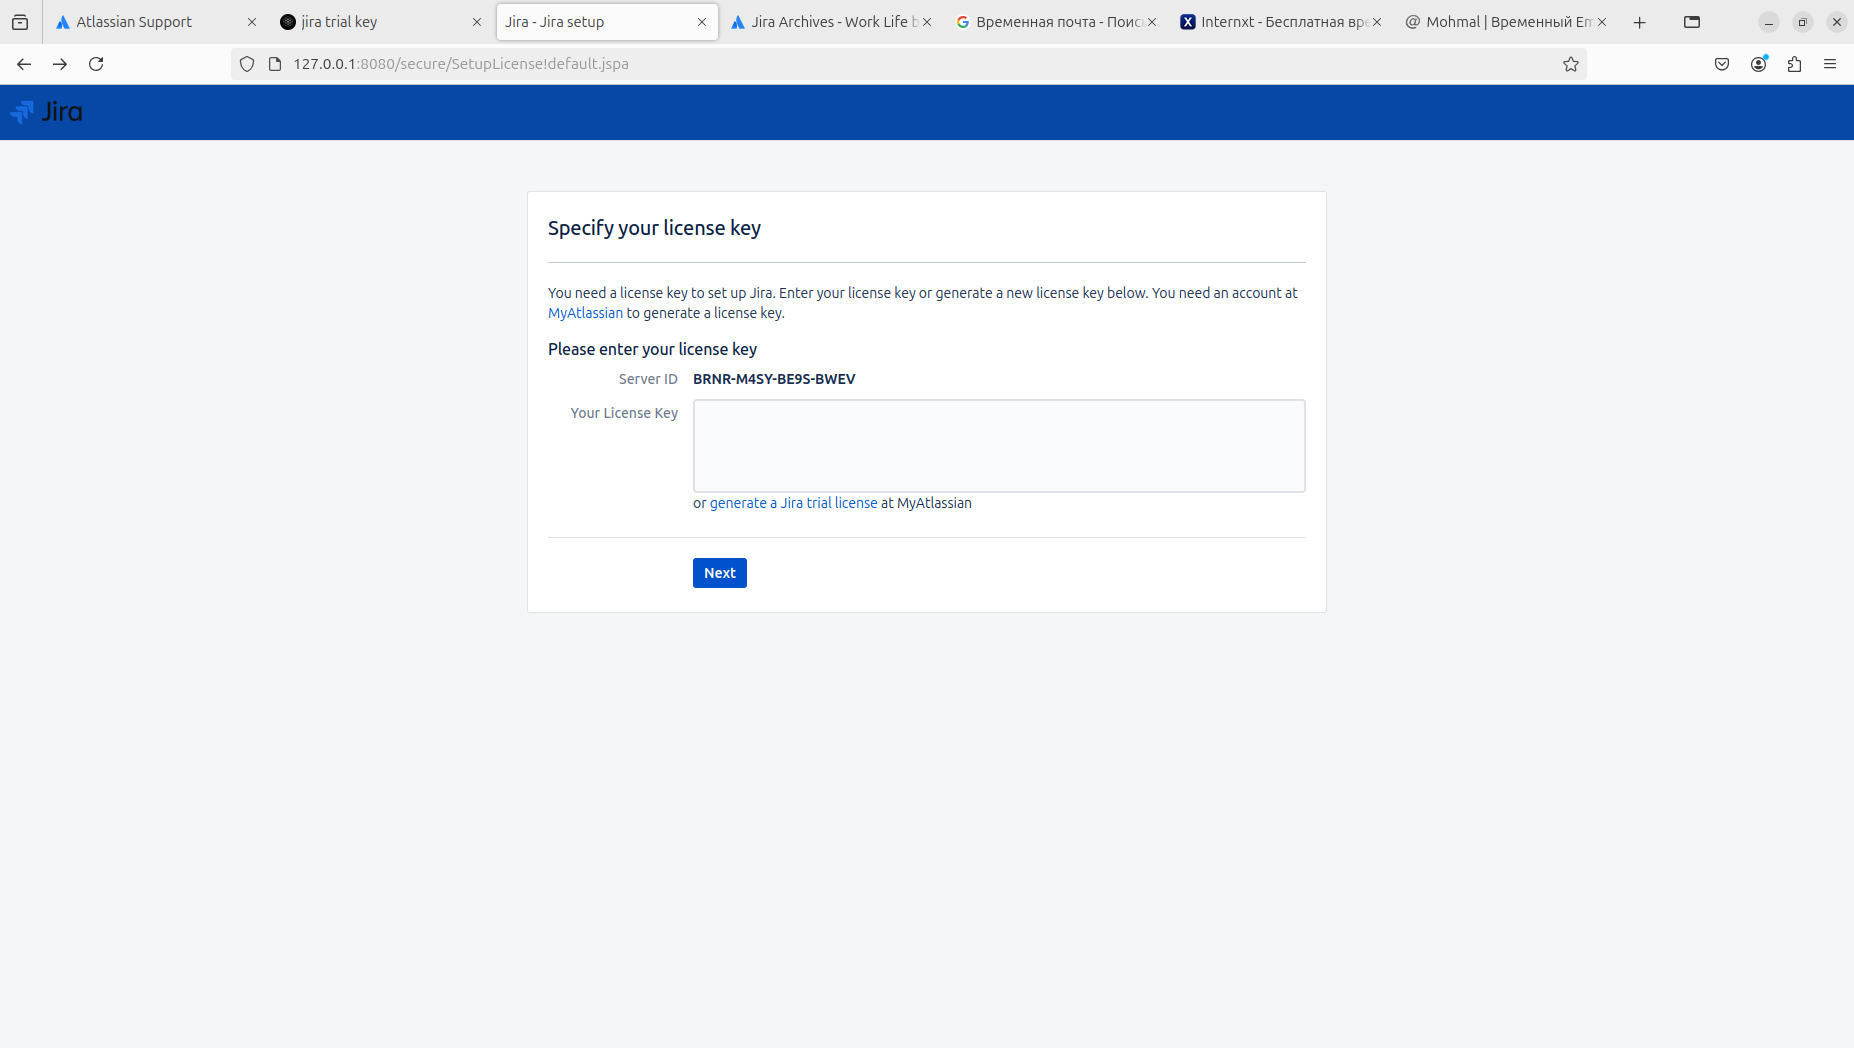 Atlassian Support
jira trial key
Jira - Jira setup
Jira Archives - Work Life b
Временная почта - Поис
Internxt - Бесплатная вре
Mohmal | Временный Em
127.0.0.1:8080/secure/SetupLicense!default.jspa
Jira
Specify your license key
You need a license key to set up Jira. Enter your license key or generate a new license key below. You need an account at
MyAtlassian to generate a license key.
Please enter your license key
Server ID BRNR-M4SY-BE9S-BWEV
Your License Key
or generate a Jira trial license at MyAtlassian
Next